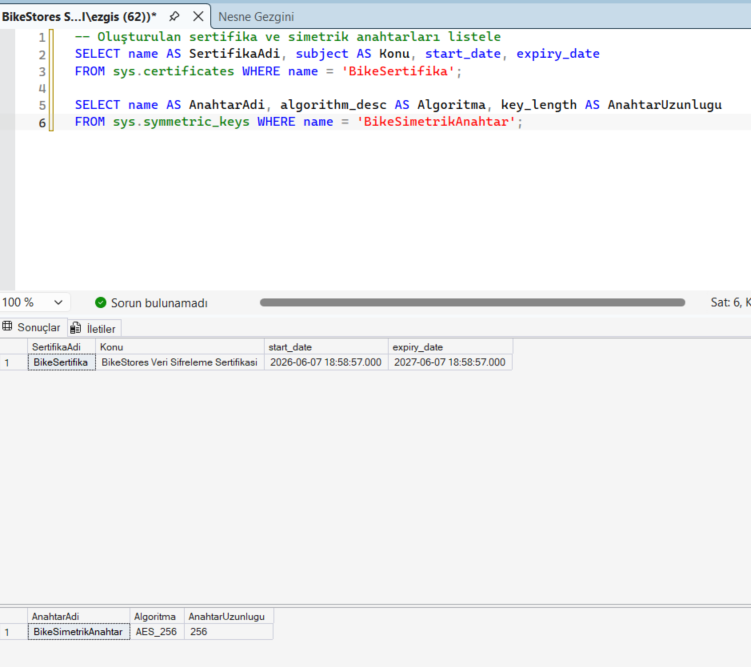 BikeStores S...l\ezgis (62))* Nesne Gezgini
1 -- Oluşturulan sertifika ve simetrik anahtarları listele
2 SELECT name AS SertifikaAdi, subject AS Konu, start_date, expiry_date
3 FROM sys.certificates WHERE name = 'BikeSertifika';
4
5 SELECT name AS AnahtarAdi, algorithm_desc AS Algoritma, key_length AS AnahtarUzunlugu
6 FROM sys.symmetric_keys WHERE name = 'BikeSimetrikAnahtar';
100 % Sorun bulunamadı Sat: 6, K
Sonuçlar İletiler
SertifikaAdi Konu start_date expiry_date
1 BikeSertifika BikeStores Veri Sifreleme Sertifikasi 2026-06-07 18:58:57.000 2027-06-07 18:58:57.000
AnahtarAdi Algoritma AnahtarUzunlugu
1 BikeSimetrikAnahtar AES_256 256